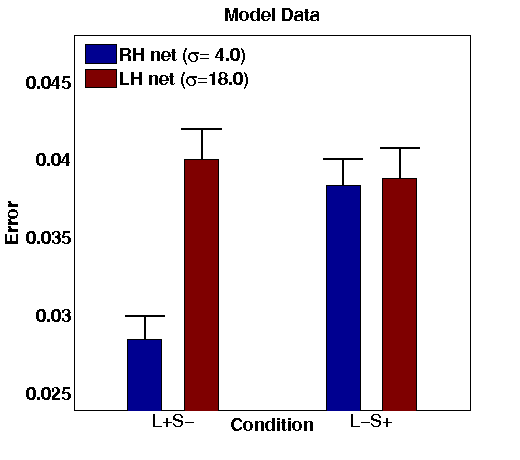 Model Data
RH net (σ= 4.0)
LH net (σ=18.0)
0.045
0.04
0.035
0.03
0.025
Error
L+S−
L−S+
Condition